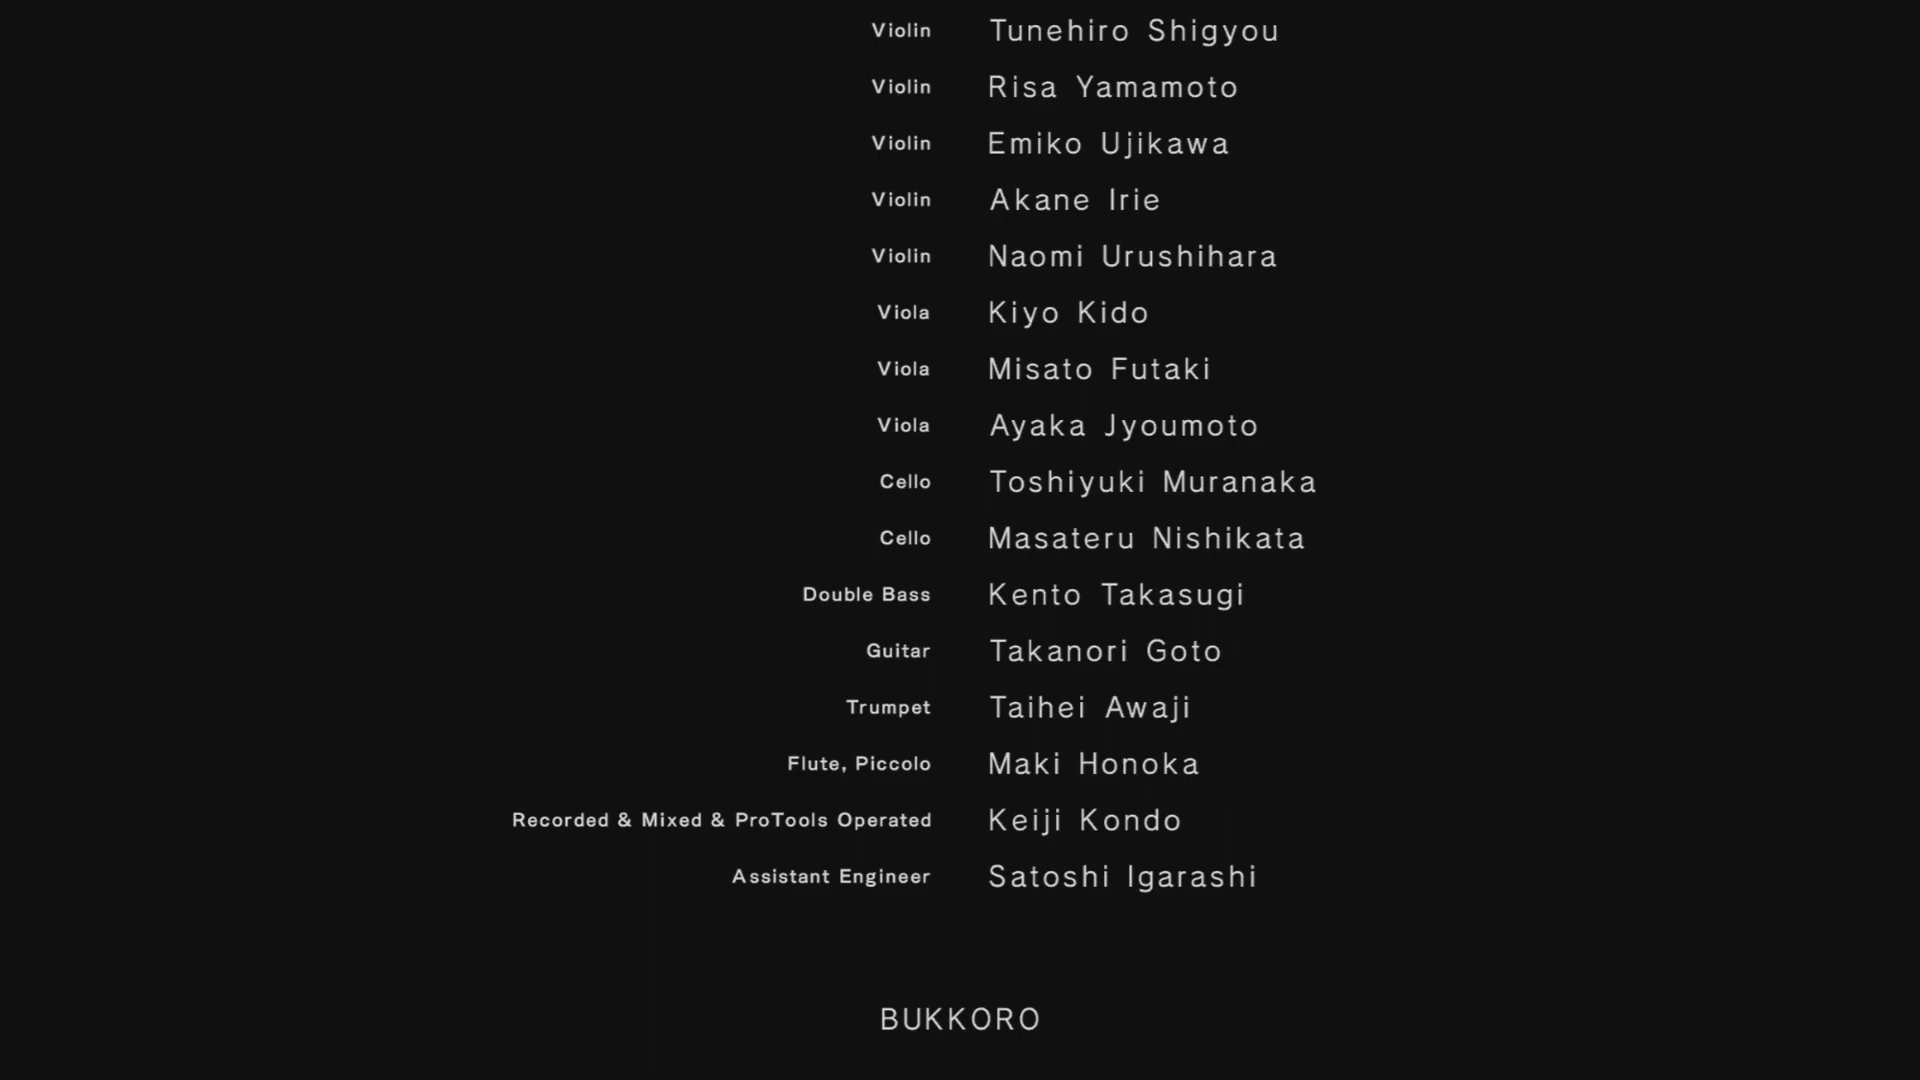 Violin Tunehiro Shigyou
Violin Risa Yamamoto
Violin Emiko Ujikawa
Violin Akane Irie
Violin Naomi Urushihara
Viola Kiyo Kido
Viola Misato Futaki
Viola Ayaka Jyoumoto
Cello Toshiyuki Muranaka
Cello Masateru Nishikata
Double Bass Kento Takasugi
Guitar Takanori Goto
Trumpet Taihei Awaji
Flute, Piccolo Maki Honoka
Recorded & Mixed & ProTools Operated Keiji Kondo
Assistant Engineer Satoshi Igarashi
BUKKORO